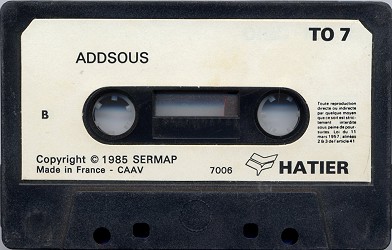 TO 7
ADDSOUS
B
Toute reproduction
directe ou indirecte
par quelque moyen
que ce soit est stric-
tement interdite
sous peine de pour-
suites. Loi du 11
mars 1957, alinéas
2 & 3 de l'article 41
Copyright © 1985 SERMAP
Made in France - CAAV
7006
HATIER